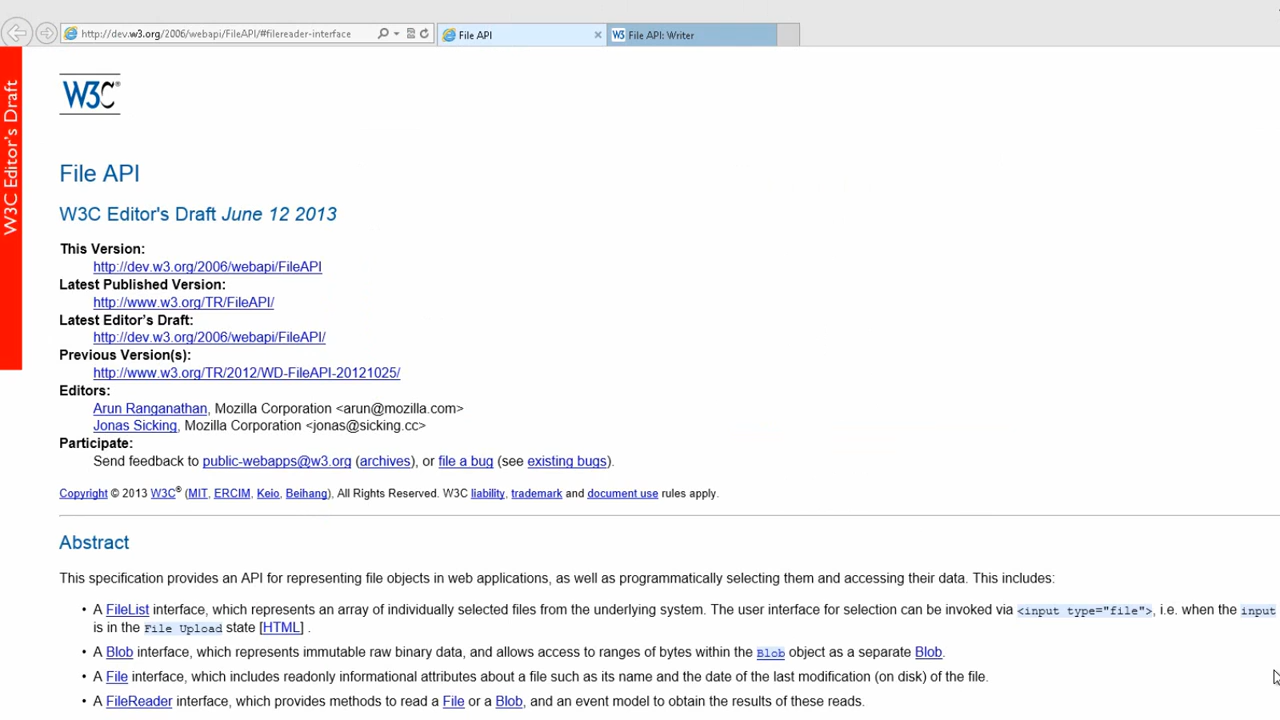 http://dev.w3.org/2006/webapi/FileAPI/#filereader-interface
File API
File API: Writer
W3C Editor's Draft
W3C®
File API
W3C Editor's Draft June 12 2013
This Version:
http://dev.w3.org/2006/webapi/FileAPI
Latest Published Version:
http://www.w3.org/TR/FileAPI/
Latest Editor’s Draft:
http://dev.w3.org/2006/webapi/FileAPI/
Previous Version(s):
http://www.w3.org/TR/2012/WD-FileAPI-20121025/
Editors:
Arun Ranganathan, Mozilla Corporation <arun@mozilla.com>
Jonas Sicking, Mozilla Corporation <jonas@sicking.cc>
Participate:
Send feedback to public-webapps@w3.org (archives), or file a bug (see existing bugs).
Copyright © 2013 W3C® (MIT, ERCIM, Keio, Beihang), All Rights Reserved. W3C liability, trademark and document use rules apply.
Abstract
This specification provides an API for representing file objects in web applications, as well as programmatically selecting them and accessing their data. This includes:
• A FileList interface, which represents an array of individually selected files from the underlying system. The user interface for selection can be invoked via <input type="file">, i.e. when the input
is in the File Upload state [HTML] .
• A Blob interface, which represents immutable raw binary data, and allows access to ranges of bytes within the Blob object as a separate Blob.
• A File interface, which includes readonly informational attributes about a file such as its name and the date of the last modification (on disk) of the file.
• A FileReader interface, which provides methods to read a File or a Blob, and an event model to obtain the results of these reads.